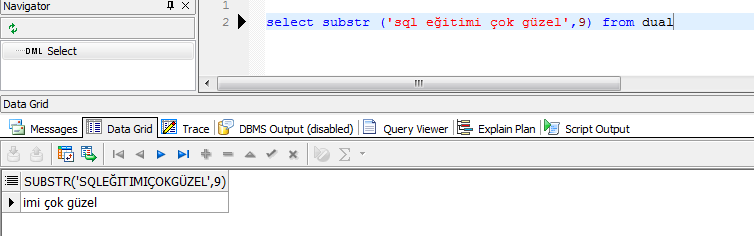 Navigator
DML Select
1
2 select substr ('sql eğitimi çok güzel',9) from dual
Data Grid
Messages Data Grid Trace DBMS Output (disabled) Query Viewer Explain Plan Script Output
SUBSTR('SQLEĞITIMIÇOKGÜZEL',9)
imi çok güzel